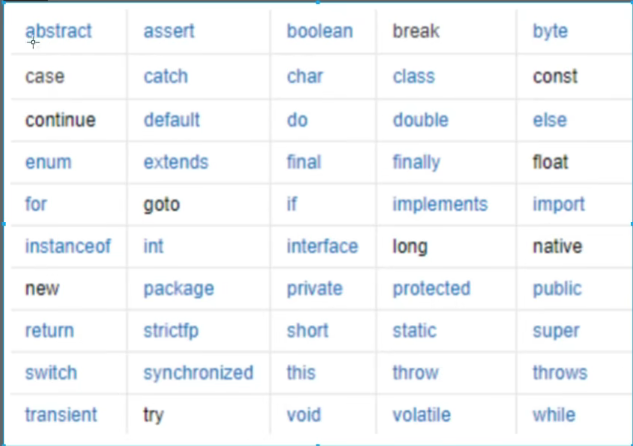 abstract assert boolean break byte
case catch char class const
continue default do double else
enum extends final finally float
for goto if implements import
instanceof int interface long native
new package private protected public
return strictfp short static super
switch synchronized this throw throws
transient try void volatile while